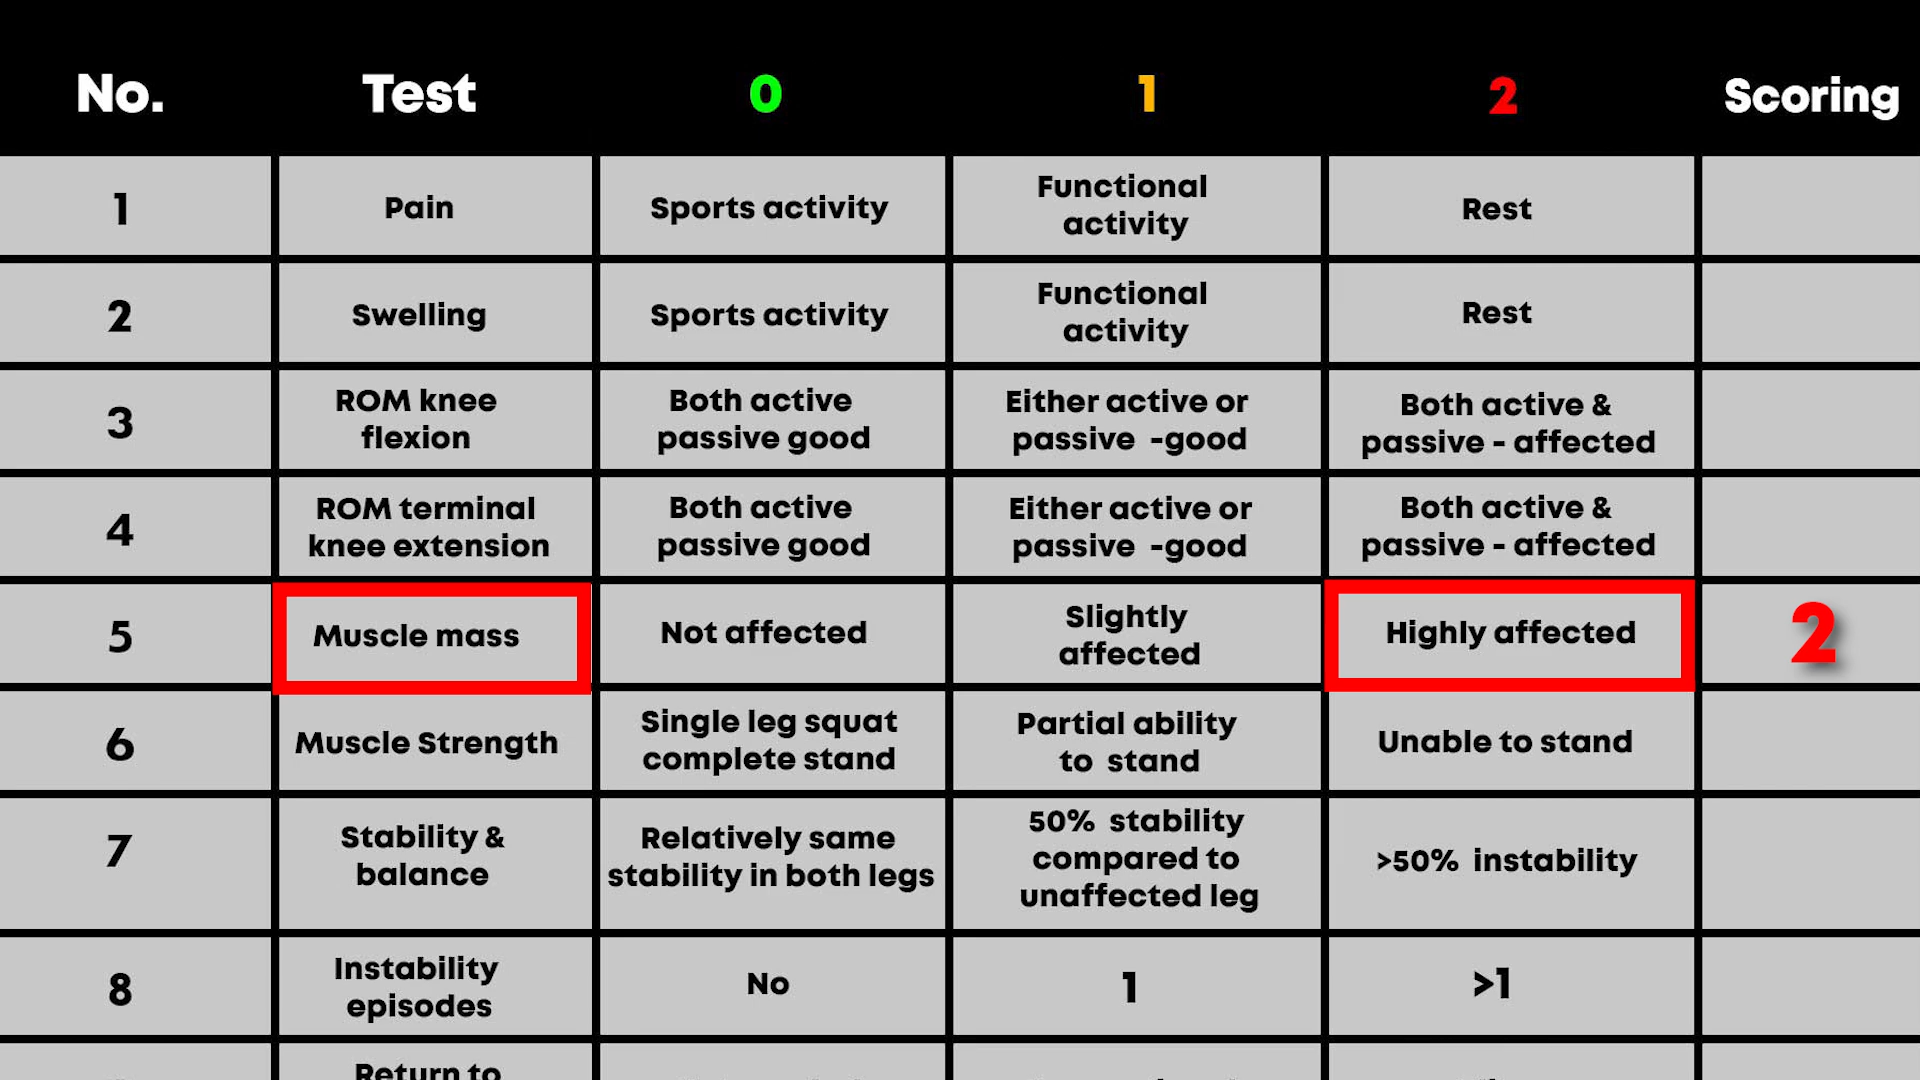 No. Test 0 1 2 Scoring
1 Pain Sports activity Functional activity Rest
2 Swelling Sports activity Functional activity Rest
3 ROM knee flexion Both active passive good Either active or passive -good Both active & passive - affected
4 ROM terminal knee extension Both active passive good Either active or passive -good Both active & passive - affected
5 Muscle mass Not affected Slightly affected Highly affected 2
6 Muscle Strength Single leg squat complete stand Partial ability to stand Unable to stand
7 Stability & balance Relatively same stability in both legs 50% stability compared to unaffected leg >50% instability
8 Instability episodes No 1 >1
Return to